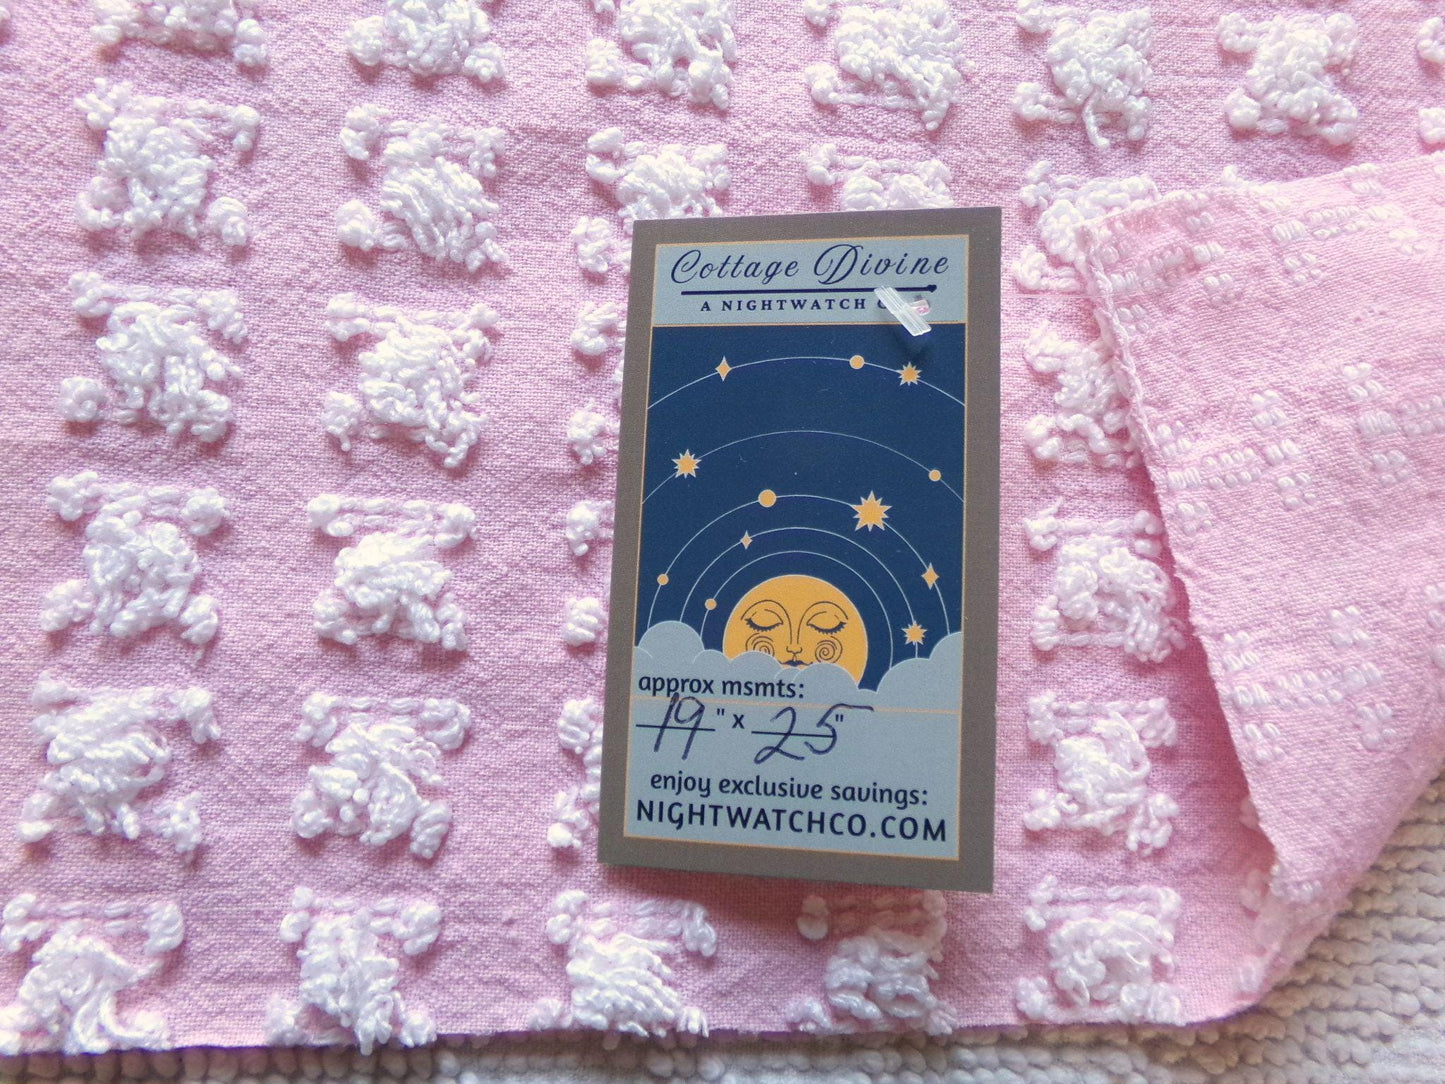 Cottage Divine
A NIGHTWATCH
approx msmts:
19" x 25"
enjoy exclusive savings:
NIGHTWATCHCO.COM